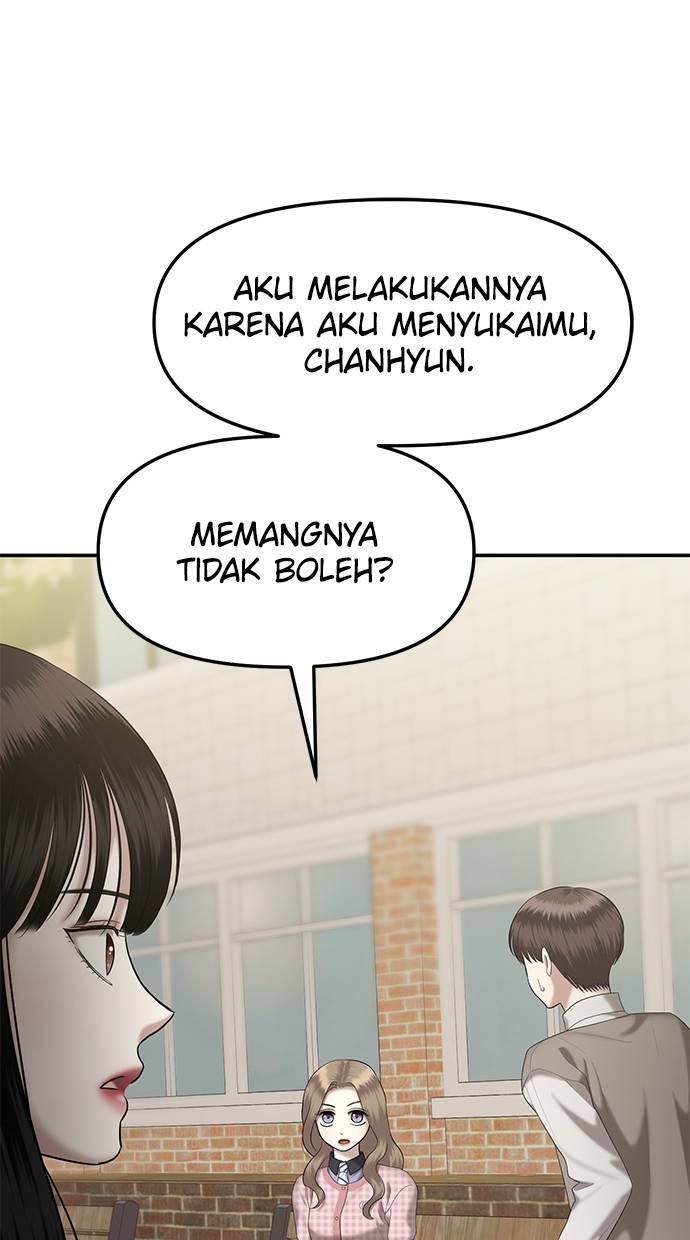 AKU MELAKUKANNYA
KARENA AKU MENYUKAIMU,
CHANHYUN.
MEMANGNYA
TIDAK BOLEH?